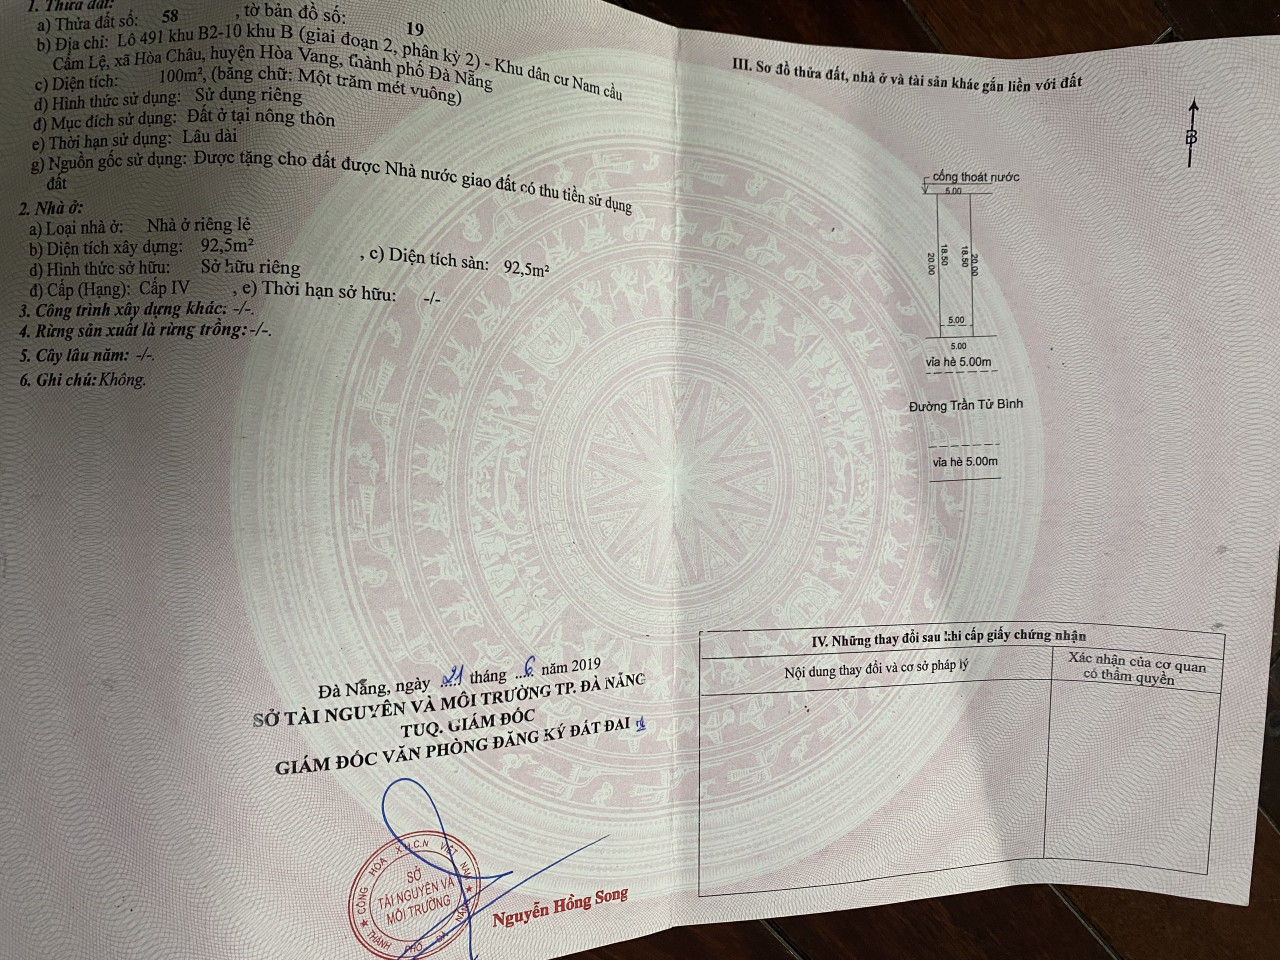 1. Thửa đất:
a) Thửa đất số: 58 , tờ bản đồ số: 19
b) Địa chỉ: Lô 491 khu B2-10 khu B (giai đoạn 2, phân kỳ 2) - Khu dân cư Nam cầu
Cẩm Lệ, xã Hòa Châu, huyện Hòa Vang, thành phố Đà Nẵng
c) Diện tích: 100m², (bằng chữ: Một trăm mét vuông)
d) Hình thức sử dụng: Sử dụng riêng
đ) Mục đích sử dụng: Đất ở tại nông thôn
e) Thời hạn sử dụng: Lâu dài
g) Nguồn gốc sử dụng: Được tặng cho đất được Nhà nước giao đất có thu tiền sử dụng
đất
2. Nhà ở:
a) Loại nhà ở: Nhà ở riêng lẻ
b) Diện tích xây dựng: 92,5m² , c) Diện tích sàn: 92,5m²
d) Hình thức sở hữu: Sở hữu riêng
đ) Cấp (Hạng): Cấp IV , e) Thời hạn sở hữu: -/-
3. Công trình xây dựng khác: -/-.
4. Rừng sản xuất là rừng trồng: -/-.
5. Cây lâu năm: -/-.
6. Ghi chú: Không.
Đà Nẵng, ngày 21 tháng 6 năm 2019
SỞ TÀI NGUYÊN VÀ MÔI TRƯỜNG TP. ĐÀ NẴNG
TUQ. GIÁM ĐỐC
GIÁM ĐỐC VĂN PHÒNG ĐĂNG KÝ ĐẤT ĐAI
CỘNG HÒA X.H.C.N VIỆT NAM
SỞ
TÀI NGUYÊN VÀ
MÔI TRƯỜNG
THÀNH PHỐ ĐÀ NẴNG
Nguyễn Hồng Song
III. Sơ đồ thửa đất, nhà ở và tài sản khác gắn liền với đất
B
cống thoát nước
5.00
20.00
18.50
18.50
20.00
5.00
5.00
vỉa hè 5.00m
Đường Trần Tử Bình
vỉa hè 5.00m
IV. Những thay đổi sau khi cấp giấy chứng nhận
Nội dung thay đổi và cơ sở pháp lý
Xác nhận của cơ quan
có thẩm quyền